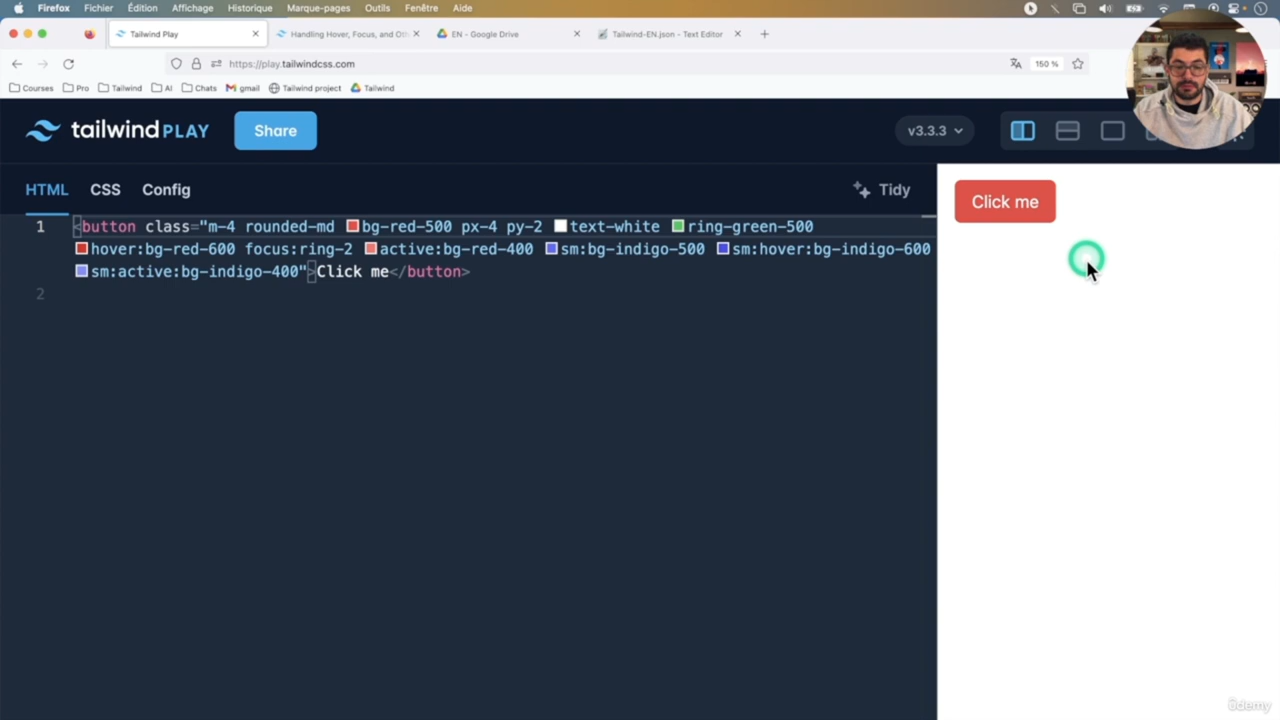 Firefox Fichier Édition Affichage Historique Marque-pages Outils Fenêtre Aide
Tailwind Play
Handling Hover, Focus, and Oth
EN - Google Drive
Tailwind-EN.json - Text Editor
https://play.tailwindcss.com
150 %
Courses Pro Tailwind AI Chats gmail Tailwind project Tailwind
tailwind PLAY
Share
v3.3.3
HTML CSS Config
Tidy
1 <button class="m-4 rounded-md bg-red-500 px-4 py-2 text-white ring-green-500
hover:bg-red-600 focus:ring-2 active:bg-red-400 sm:bg-indigo-500 sm:hover:bg-indigo-600
sm:active:bg-indigo-400">Click me</button>
2
Click me
ûdemy